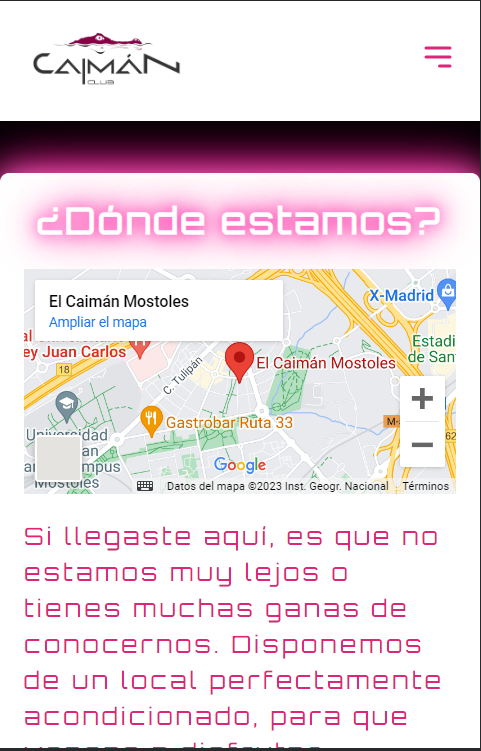 CAIMÁN
CLUB
¿Dónde estamos?
El Caimán Mostoles
Ampliar el mapa
X-Madrid
ey Juan Carlos
Estadi
de Sant
18
C. Tulipán
El Caimán Mostoles
Gastrobar Ruta 33
M-
Universidad
an
Campus
Móstoles
Google
Datos del mapa ©2023 Inst. Geogr. Nacional
Términos
Si llegaste aquí, es que no
estamos muy lejos o
tienes muchas ganas de
conocernos. Disponemos
de un local perfectamente
acondicionado, para que